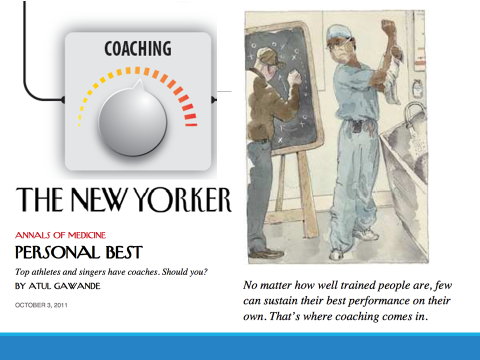 COACHING
THE NEW YORKER
ANNALS OF MEDICINE
PERSONAL BEST
Top athletes and singers have coaches. Should you?
BY ATUL GAWANDE
OCTOBER 3, 2011
No matter how well trained people are, few
can sustain their best performance on their
own. That's where coaching comes in.